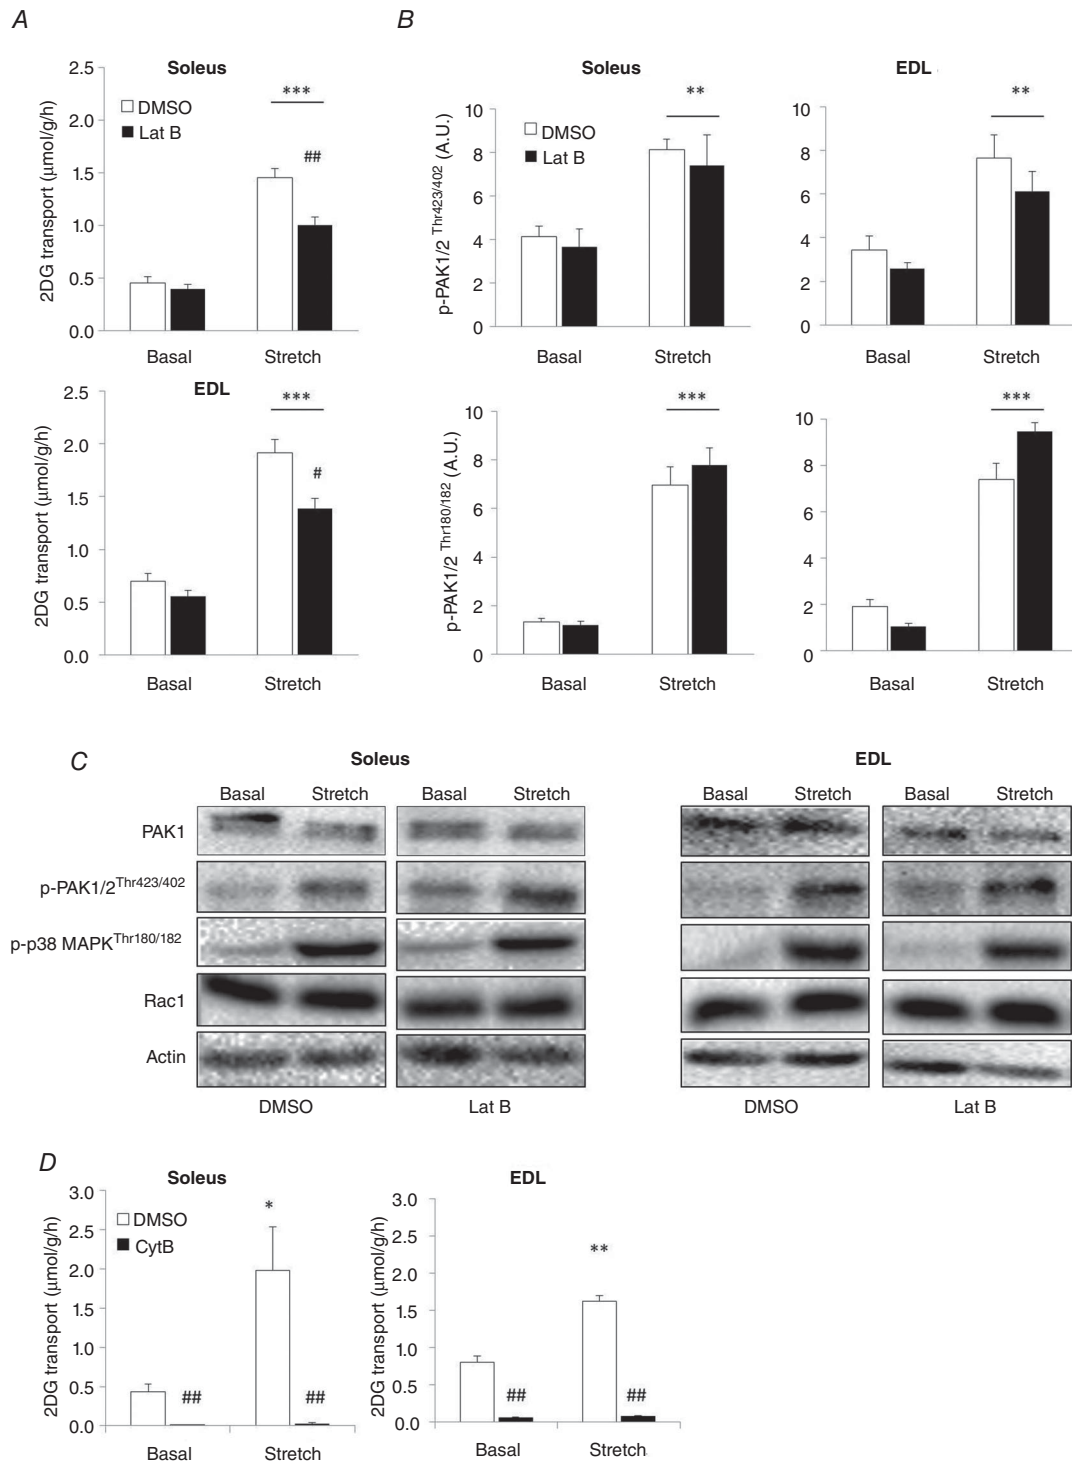 A
B
Soleus
2DG transport (μmol/g/h)
2.5
2.0
1.5
1.0
0.5
0.0
DMSO
Lat B
***
##
Basal Stretch
EDL
2DG transport (μmol/g/h)
2.5
2.0
1.5
1.0
0.5
0.0
***
#
Basal Stretch
Soleus
p-PAK1/2 Thr423/402 (A.U.)
10
8
6
4
2
0
DMSO
Lat B
**
Basal Stretch
EDL
10
8
6
4
2
0
**
Basal Stretch
p-PAK1/2 Thr180/182 (A.U.)
10
8
6
4
2
0
***
Basal Stretch
10
8
6
4
2
0
***
Basal Stretch
C
Soleus
EDL
Basal Stretch Basal Stretch Basal Stretch Basal Stretch
PAK1
p-PAK1/2Thr423/402
p-p38 MAPKThr180/182
Rac1
Actin
DMSO Lat B DMSO Lat B
D
Soleus
2DG transport (μmol/g/h)
3.0
2.5
2.0
1.5
1.0
0.5
0.0
DMSO
CytB
*
## ##
Basal Stretch
EDL
2DG transport (μmol/g/h)
3.0
2.5
2.0
1.5
1.0
0.5
0.0
**
## ##
Basal Stretch